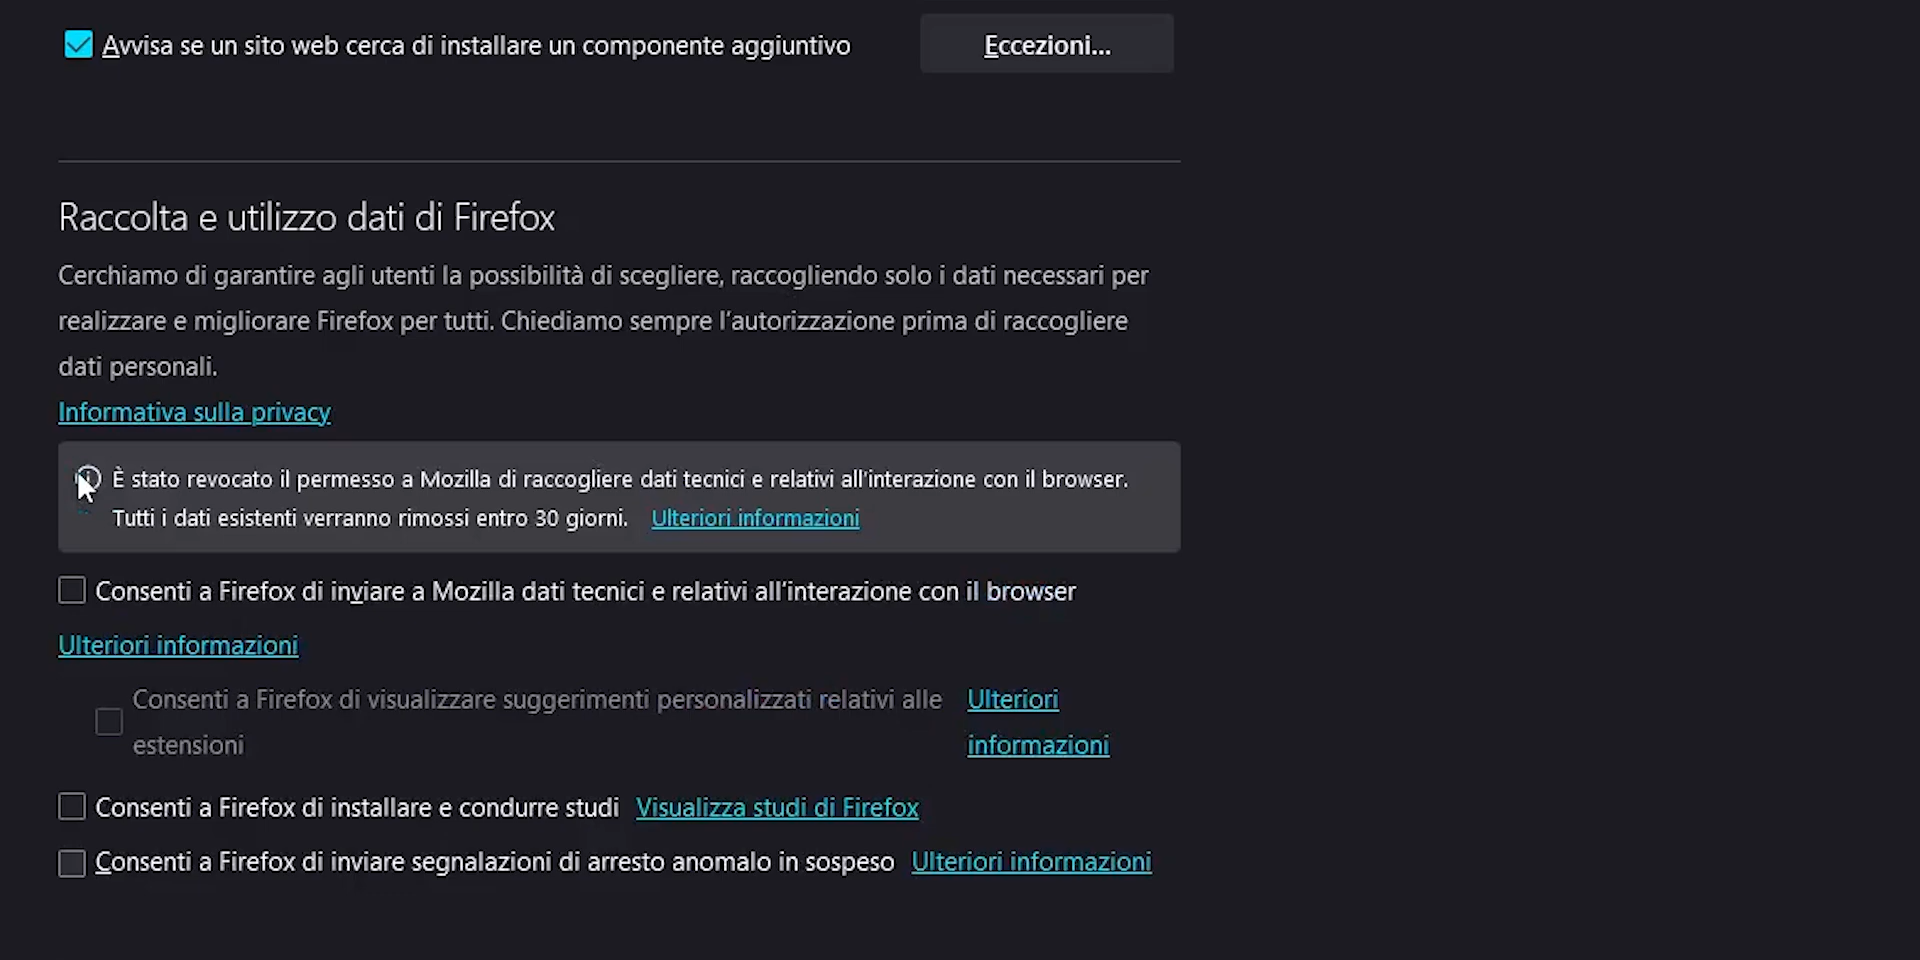 Avvisa se un sito web cerca di installare un componente aggiuntivo
Eccezioni...
Raccolta e utilizzo dati di Firefox
Cerchiamo di garantire agli utenti la possibilità di scegliere, raccogliendo solo i dati necessari per
realizzare e migliorare Firefox per tutti. Chiediamo sempre l’autorizzazione prima di raccogliere
dati personali.
Informativa sulla privacy
È stato revocato il permesso a Mozilla di raccogliere dati tecnici e relativi all’interazione con il browser.
Tutti i dati esistenti verranno rimossi entro 30 giorni. Ulteriori informazioni
Consenti a Firefox di inviare a Mozilla dati tecnici e relativi all’interazione con il browser
Ulteriori informazioni
Consenti a Firefox di visualizzare suggerimenti personalizzati relativi alle
estensioni
Ulteriori
informazioni
Consenti a Firefox di installare e condurre studi Visualizza studi di Firefox
Consenti a Firefox di inviare segnalazioni di arresto anomalo in sospeso Ulteriori informazioni